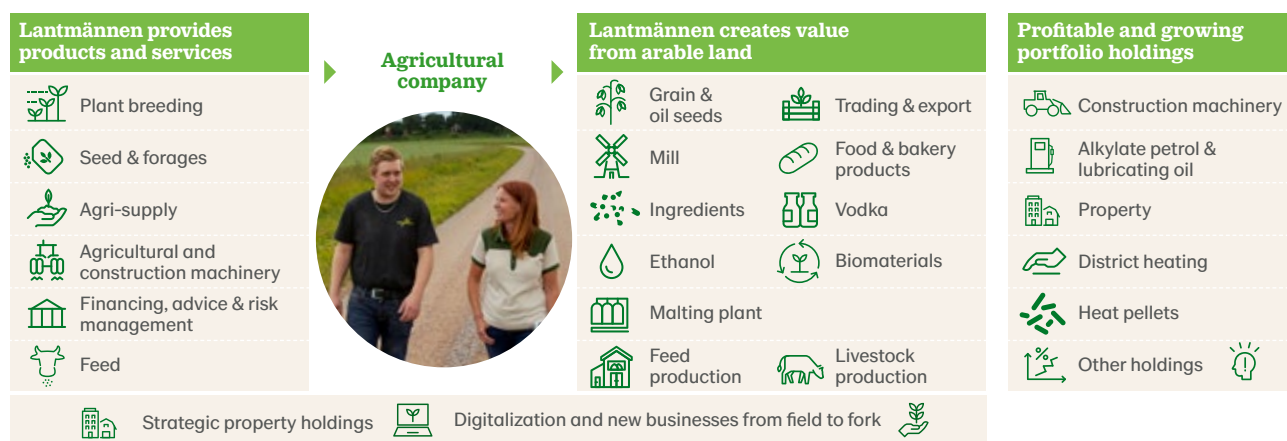 Lantmännen provides
products and services
Plant breeding
Seed & forages
Agri-supply
Agricultural and
construction machinery
Financing, advice & risk
management
Feed
Agricultural
company
Lantmännen creates value
from arable land
Grain &
oil seeds
Trading & export
Mill
Food & bakery
products
Ingredients
Vodka
Ethanol
Biomaterials
Malting plant
Feed
production
Livestock
production
Profitable and growing
portfolio holdings
Construction machinery
Alkylate petrol &
lubricating oil
Property
District heating
Heat pellets
Other holdings
Strategic property holdings
Digitalization and new businesses from field to fork